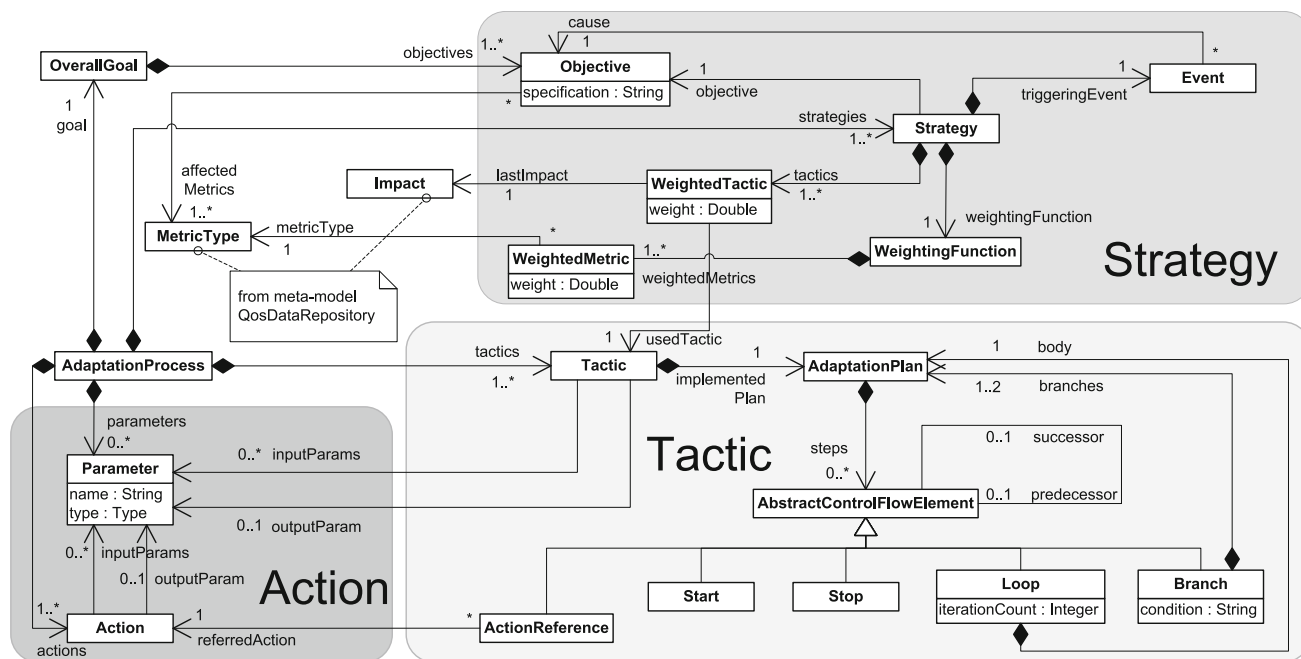 cause
1
*
objectives
1..*
OverallGoal
Objective
specification : String
*
1
objective
1
triggeringEvent
Event
1
goal
strategies
1..*
Strategy
affected
Metrics
1..*
Impact
lastImpact
1
WeightedTactic
weight : Double
tactics
1..*
1
weightingFunction
MetricType
metricType
1
*
WeightedMetric
weight : Double
1..*
weightedMetrics
WeightingFunction
Strategy
from meta-model
QosDataRepository
1
usedTactic
AdaptationProcess
tactics
1..*
Tactic
1
implemented
Plan
AdaptationPlan
1
body
1..2
branches
parameters
0..*
Parameter
name : String
type : Type
0..*
inputParams
0..1
outputParam
Tactic
steps
0..*
0..1
successor
0..1
predecessor
AbstractControlFlowElement
0..*
inputParams
0..1
outputParam
Action
1..*
actions
Action
1
referredAction
*
ActionReference
Start
Stop
Loop
iterationCount : Integer
Branch
condition : String